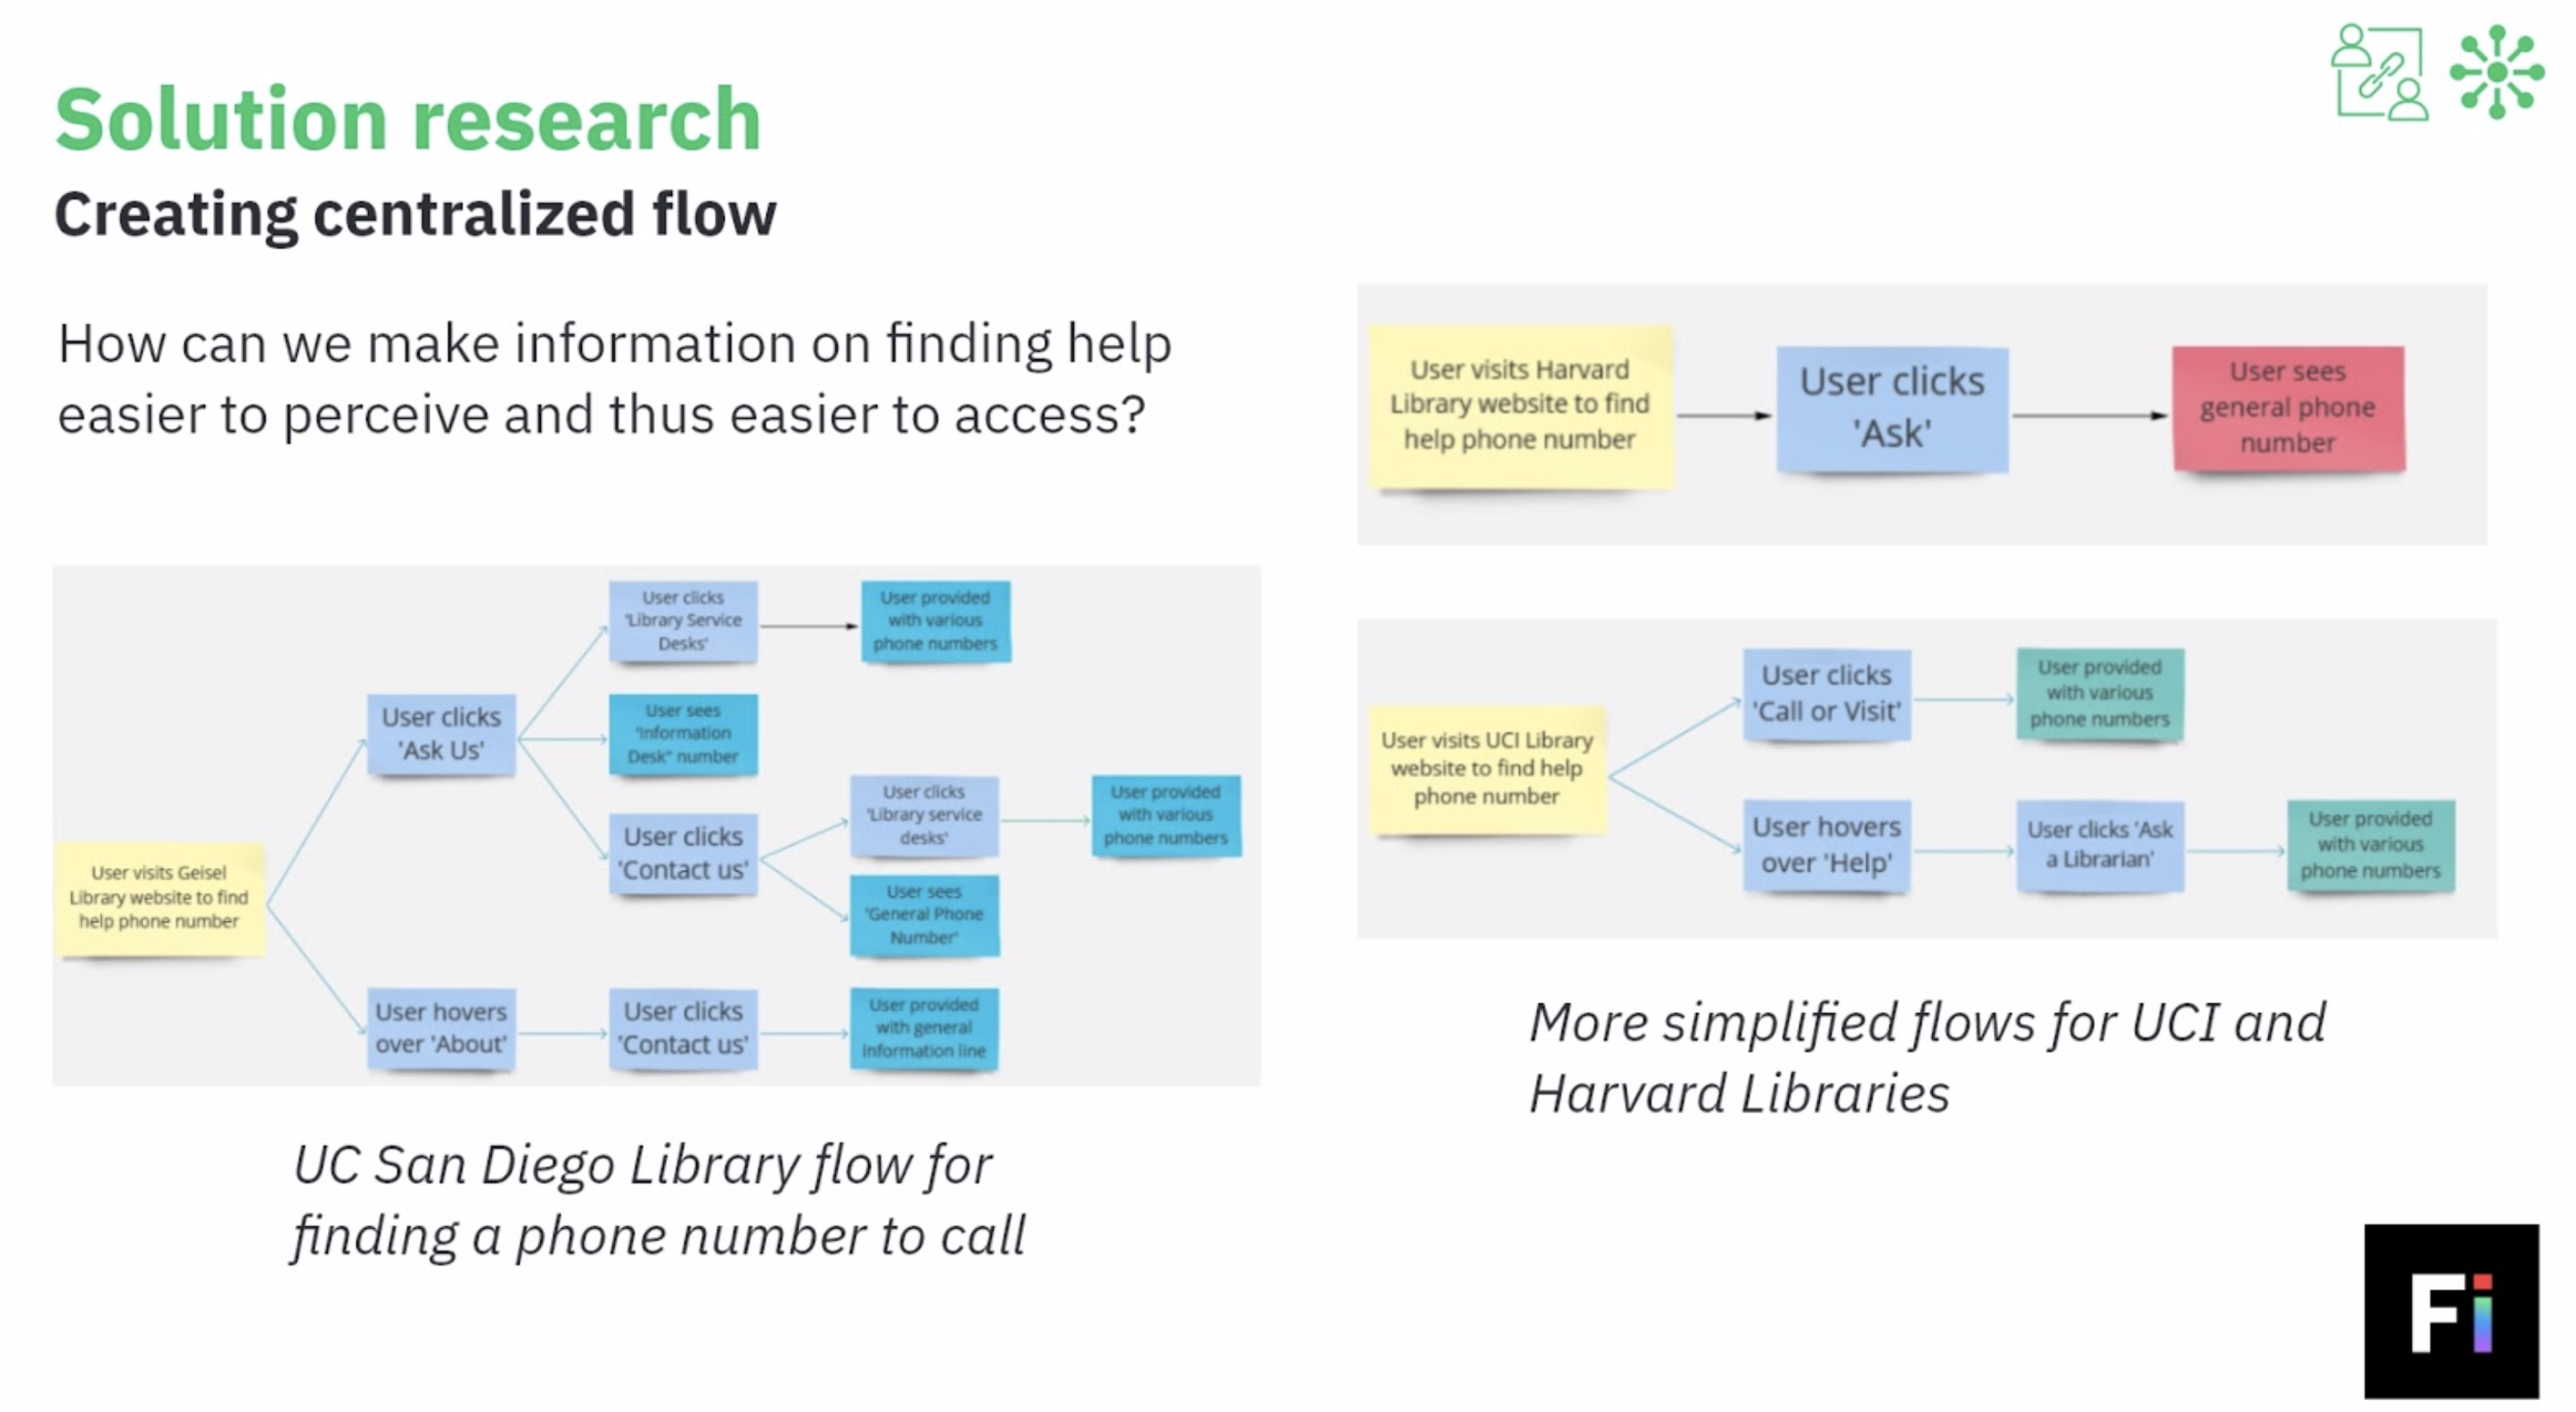 Solution research
Creating centralized flow
How can we make information on finding help
easier to perceive and thus easier to access?
User visits Harvard
Library website to find
help phone number
User clicks
'Ask'
User sees
general phone
number
User clicks
'Library Service
Desks'
User provided
with various
phone numbers
User clicks
'Ask Us'
User sees
'Information
Desk" number
User clicks
'Contact us'
User clicks
'Library service
desks'
User provided
with various
phone numbers
User sees
'General Phone
Number'
User visits Geisel
Library website to find
help phone number
User hovers
over 'About'
User clicks
'Contact us'
User provided
with general
information line
User visits UCI Library
website to find help
phone number
User clicks
'Call or Visit'
User provided
with various
phone numbers
User hovers
over 'Help'
User clicks 'Ask
a Librarian'
User provided
with various
phone numbers
UC San Diego Library flow for
finding a phone number to call
More simplified flows for UCI and
Harvard Libraries
Fi